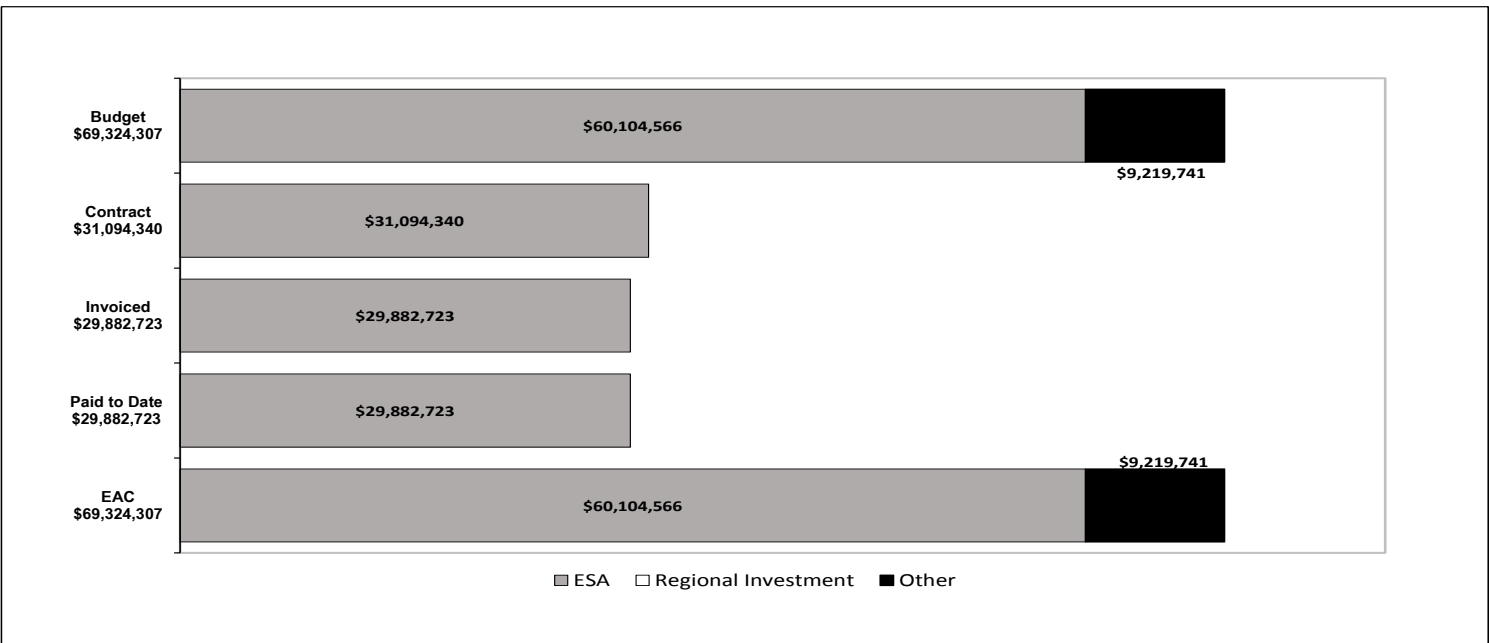 Budget
$69,324,307
$60,104,566
$9,219,741
Contract
$31,094,340
$31,094,340
Invoiced
$29,882,723
$29,882,723
Paid to Date
$29,882,723
$29,882,723
$9,219,741
EAC
$69,324,307
$60,104,566
ESA
Regional Investment
Other